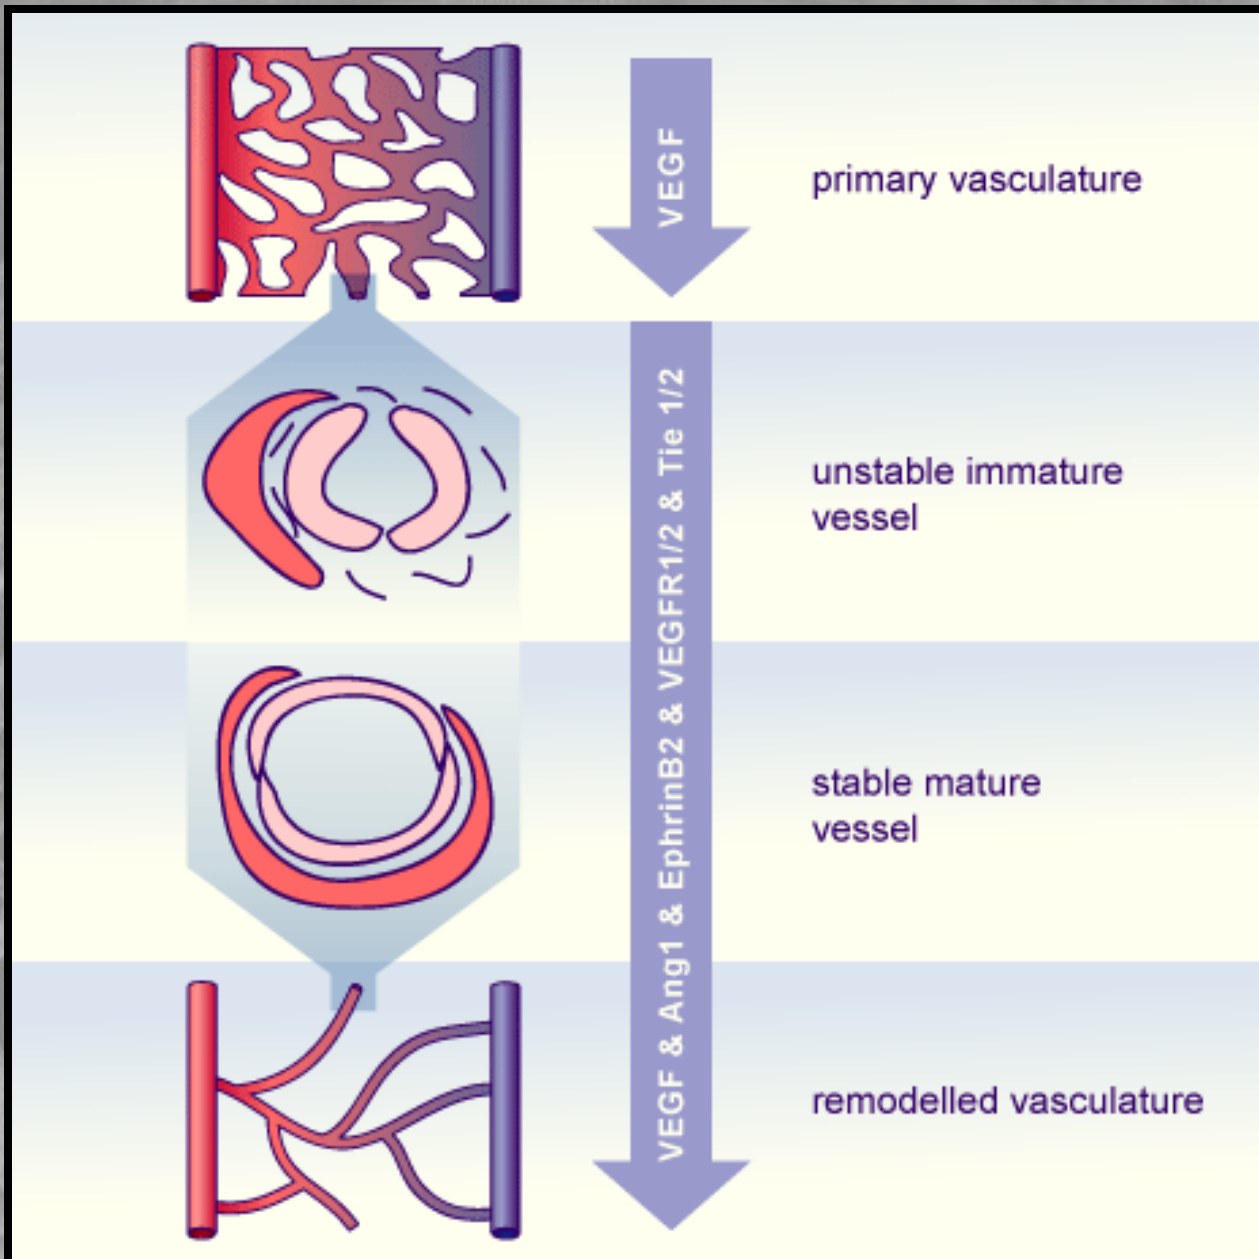 VEGF
primary vasculature
VEGF & Ang1 & EphrinB2 & VEGFR1/2 & Tie 1/2
unstable immature
vessel
stable mature
vessel
remodelled vasculature